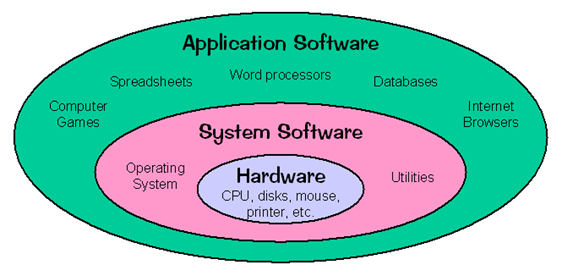 Application Software
Spreadsheets
Word processors
Databases
Computer
Games
Internet
Browsers
System Software
Operating
System
Utilities
Hardware
CPU, disks, mouse,
printer, etc.